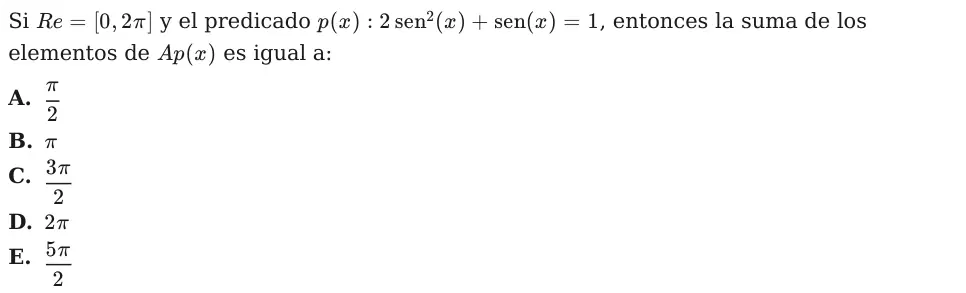 Si Re = [0, 2π] y el predicado p(x) : 2 sen²(x) + sen(x) = 1, entonces la suma de los
elementos de Ap(x) es igual a:
A. π/2
B. π
C. 3π/2
D. 2π
E. 5π/2